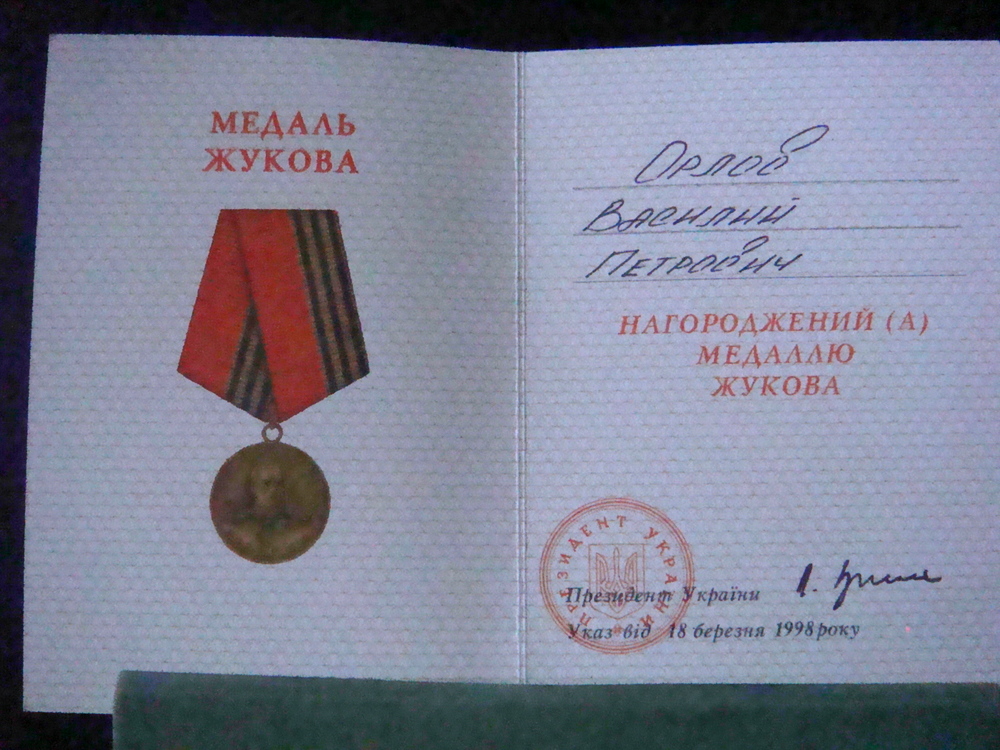 МЕДАЛЬ
ЖУКОВА
Орлов
Василий
Петрович
НАГОРОДЖЕНИЙ (А)
МЕДАЛЛЮ
ЖУКОВА
ПРЕЗИДЕНТ УКРАЇНИ
Президент України
Указ від 18 березня 1998 року